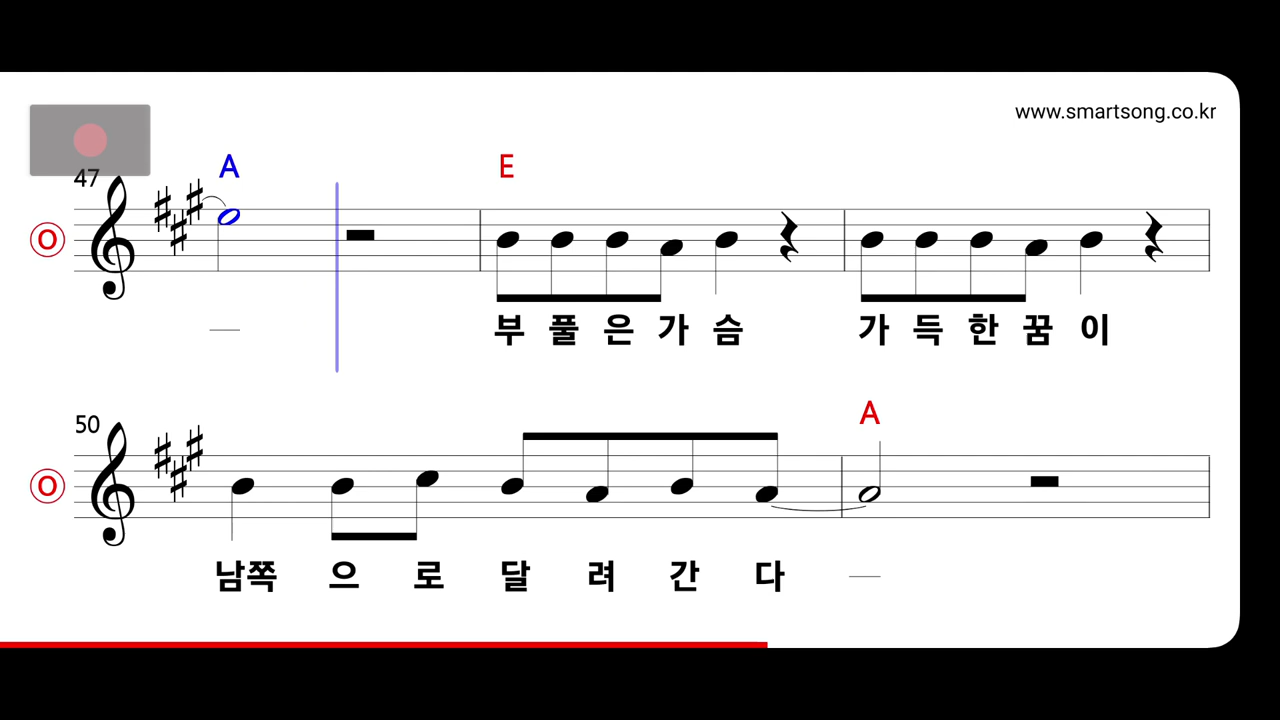 www.smartsong.co.kr
47
A E
O
부 풀 은 가 슴 가 득 한 꿈 이
50
A
O
남쪽 으 로 달 려 간 다